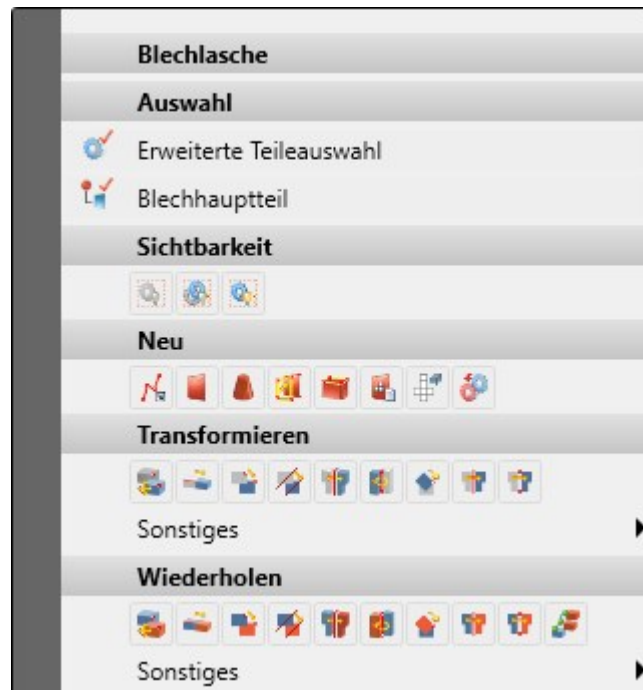 Blechlasche
Auswahl
Erweiterte Teileauswahl
Blechhauptteil
Sichtbarkeit
Neu
Transformieren
Sonstiges
Wiederholen
Sonstiges